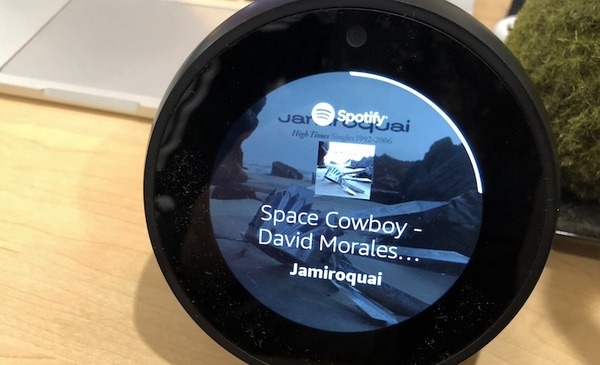 Spotify
Jamiroquai
High Times Singles 1992-2006
Space Cowboy -
David Morales...
Jamiroquai